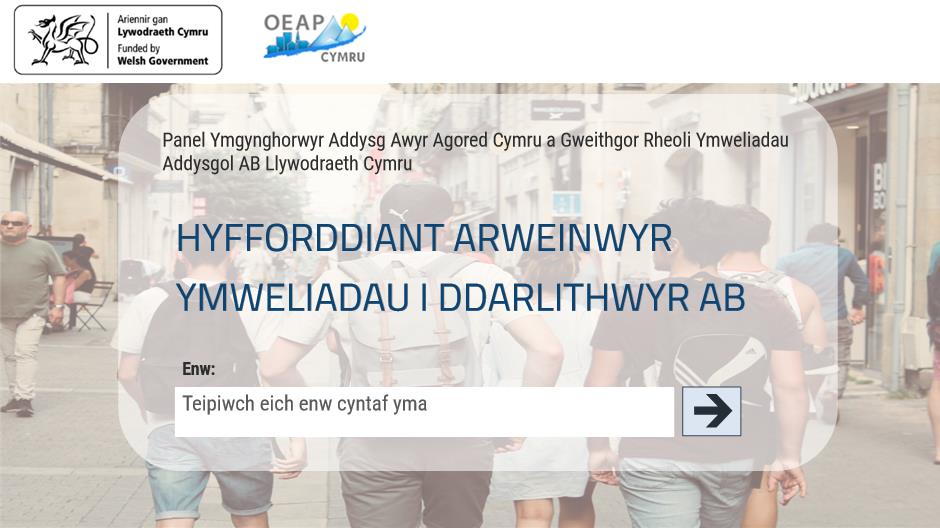 Ariennir gan
Lywodraeth Cymru
Funded by
Welsh Government
OEAP
CYMRU
Panel Ymgynghorwyr Addysg Awyr Agored Cymru a Gweithgor Rheoli Ymweliadau
Addysgol AB Llywodraeth Cymru
HYFFORDDIANT ARWEINWYR
YMWELIADAU I DDARLITHWYR AB
Enw:
Teipiwch eich enw cyntaf yma